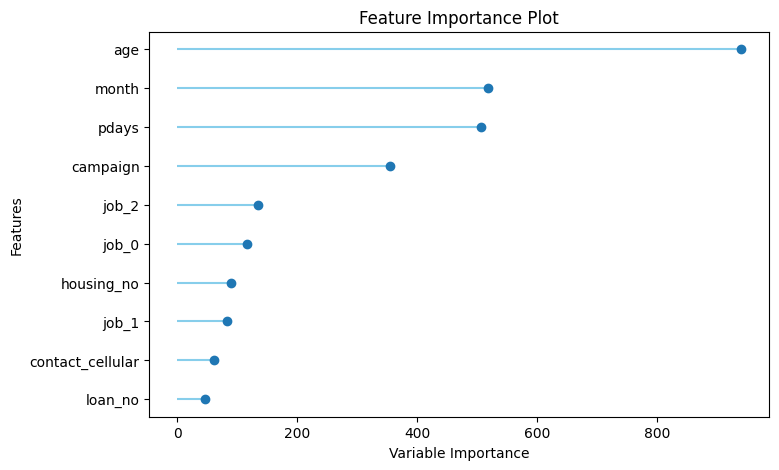 Feature Importance Plot
Features
age
month
pdays
campaign
job_2
job_0
housing_no
job_1
contact_cellular
loan_no
0 200 400 600 800
Variable Importance